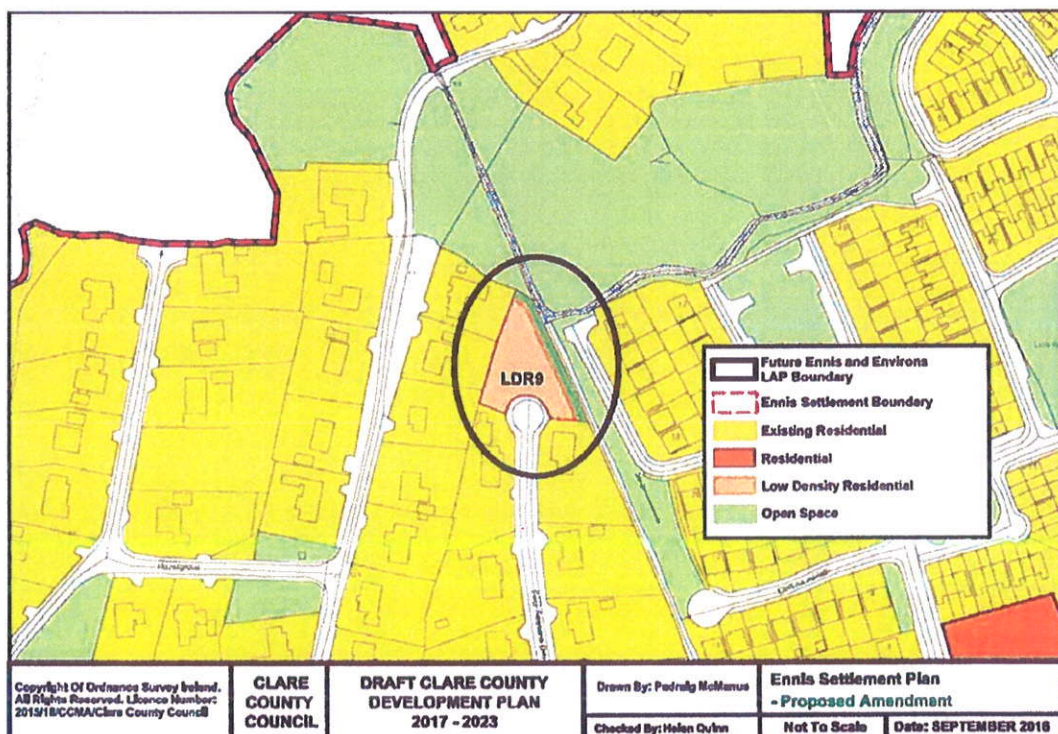 LDR9
Future Ennis and Environs
LAP Boundary
Ennis Settlement Boundary
Existing Residential
Residential
Low Density Residential
Open Space
Hazelgrove
Copyright Of Ordnance Survey Ireland.
All Rights Reserved. Licence Number:
2015/18/CCMA/Clare County Council
CLARE
COUNTY
COUNCIL
DRAFT CLARE COUNTY
DEVELOPMENT PLAN
2017 - 2023
Drawn By: Padraig McManus
Checked By: Helen Quinn
Ennis Settlement Plan
- Proposed Amendment
Not To Scale
Date: SEPTEMBER 2016